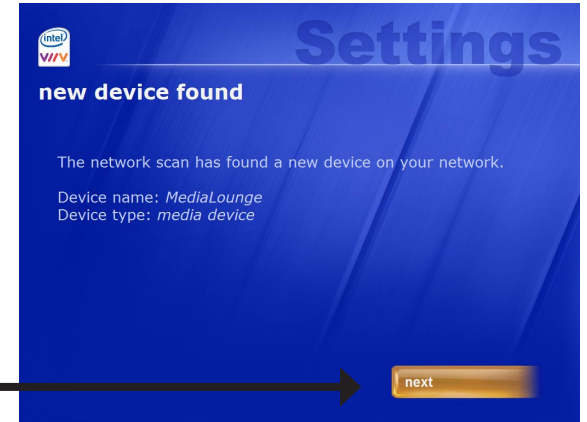 intel
VIIV
Settings
new device found
The network scan has found a new device on your network.
Device name: MediaLounge
Device type: media device
next